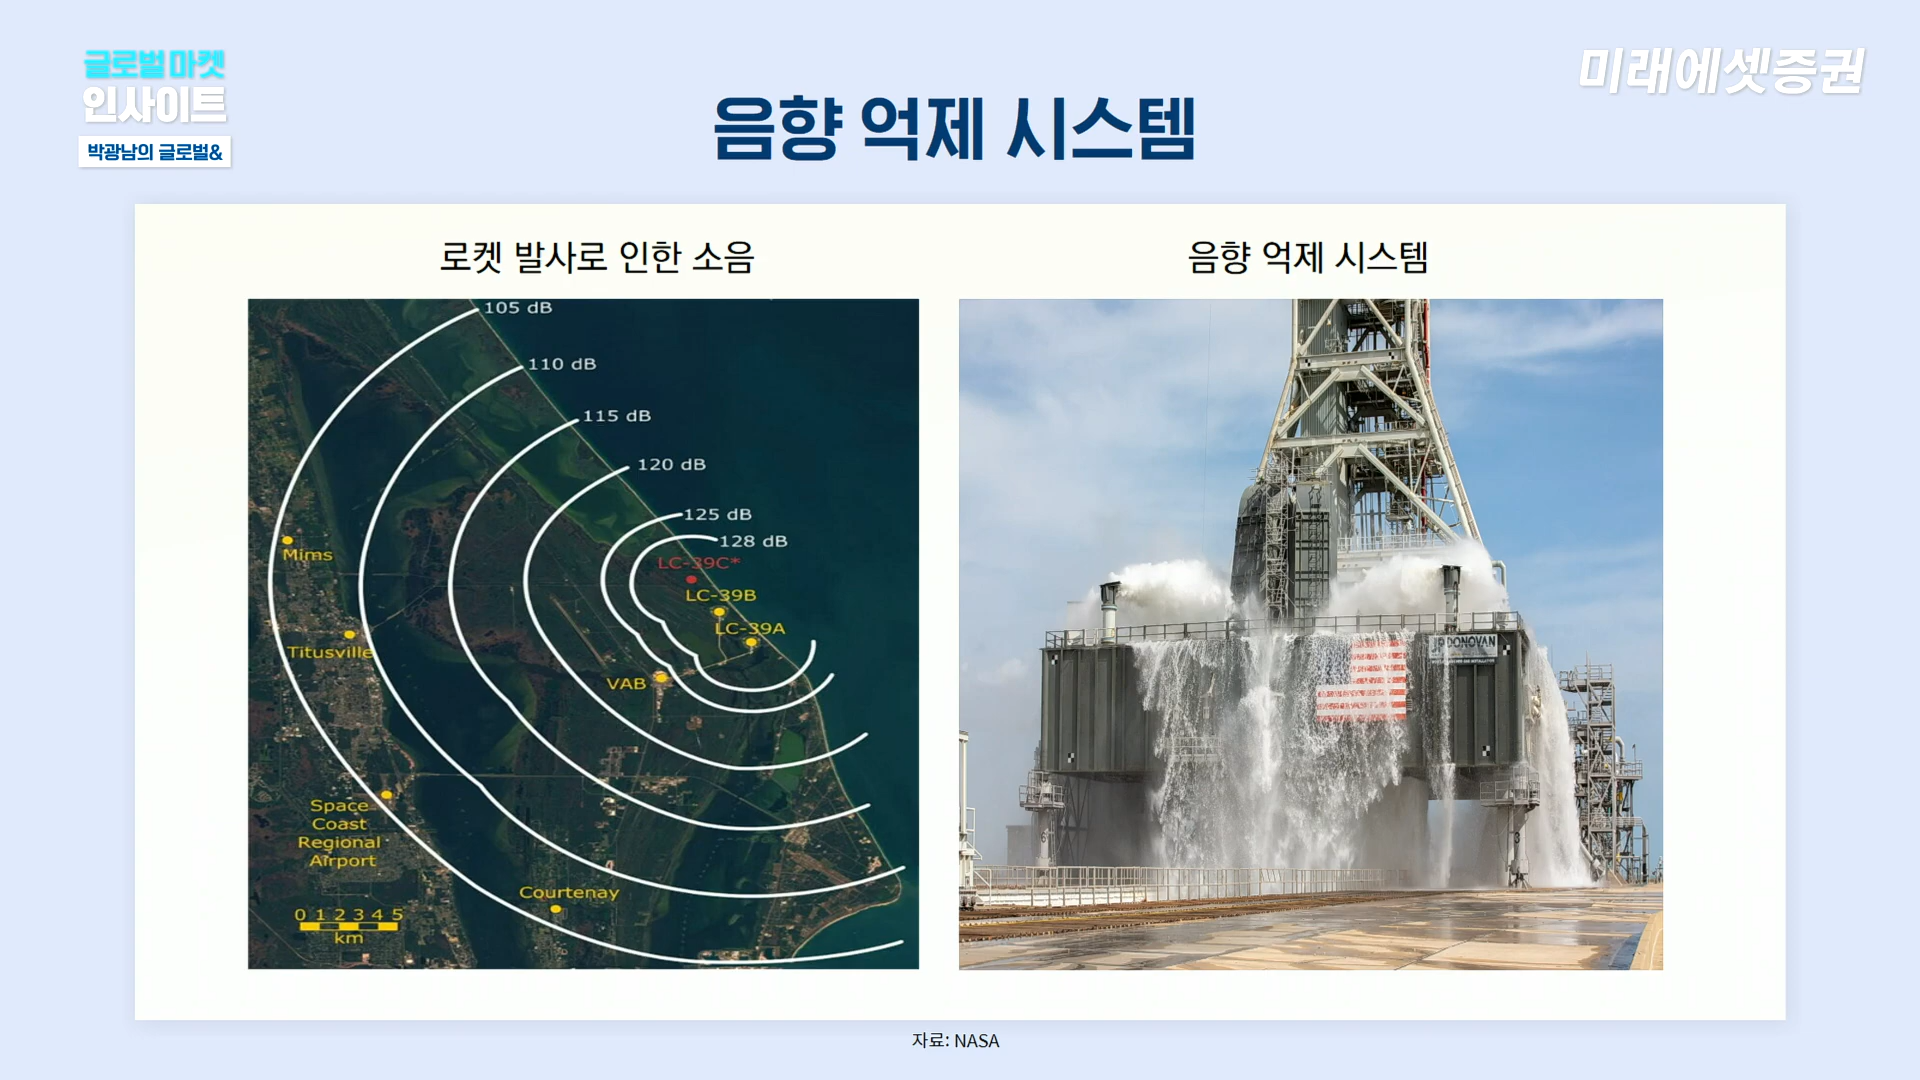 글로벌 마켓
인사이트
박광남의 글로벌&
미래에셋증권
음향 억제 시스템
로켓 발사로 인한 소음
105 dB
110 dB
115 dB
120 dB
125 dB
128 dB
LC-39C*
LC-39B
LC-39A
VAB
Mims
Titusville
Space
Coast
Regional
Airport
Courtenay
0 1 2 3 4 5
km
음향 억제 시스템
JP DONOVAN
3
자료: NASA